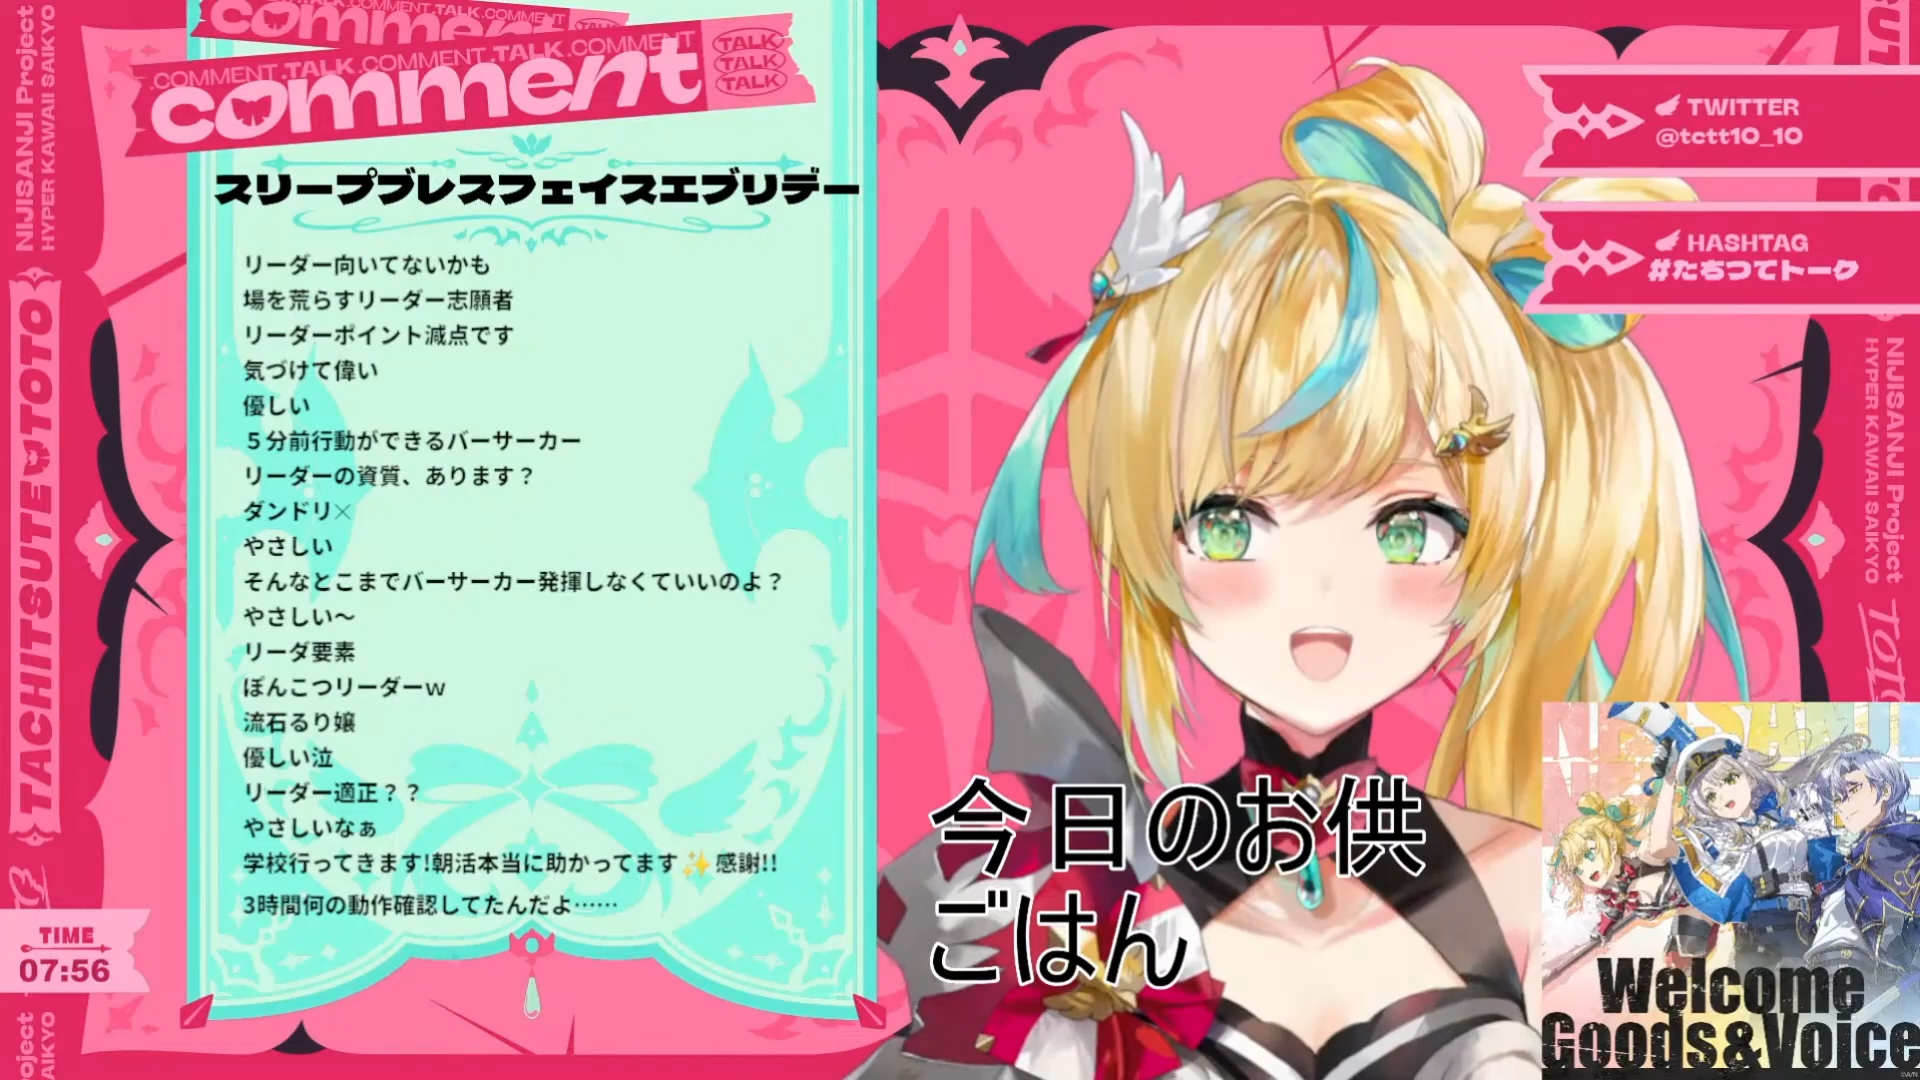 COMMENT.TALK.COMMENT.TALK.COMMENT
comment
TALK
.COMMENT.TALK.COMMENT.TALK.COMMENT
comment
TALK
TALK
TALK
スリープブレスフェイスエブリデー
リーダー向いてないかも
場を荒らすリーダー志願者
リーダーポイント減点です
気づけて偉い
優しい
５分前行動ができるバーサーカー
リーダーの資質、あります？
ダンドリ×
やさしい
そんなとこまでバーサーカー発揮しなくていいのよ？
やさしい〜
リーダ要素
ぽんこつリーダーｗ
流石るり嬢
優しい泣
リーダー適正？？
やさしいなぁ
学校行ってきます!朝活本当に助かってます✨感謝!!
3時間何の動作確認してたんだよ……
TIME
07:56
NIJISANJI Project
HYPER KAWAII SAIKYO
TACHITSUTE TOTO
TWITTER
@tctt10_10
HASHTAG
#たちつてトーク
NIJISANJI Project
HYPER KAWAII SAIKYO
今日のお供
ごはん
Welcome
Goods&Voice